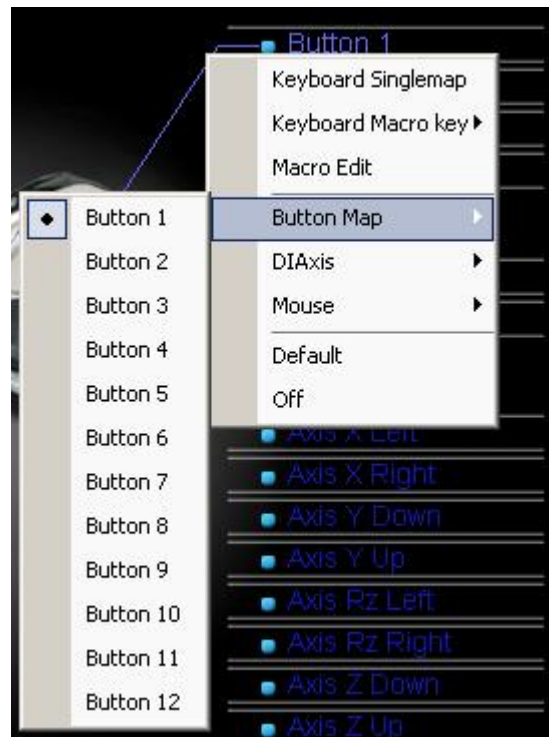 Button 1
Keyboard Singlemap
Keyboard Macro key
Macro Edit
Button Map
DIAxis
Mouse
Default
Off
Button 1
Button 2
Button 3
Button 4
Button 5
Button 6
Button 7
Button 8
Button 9
Button 10
Button 11
Button 12
Axis X Left
Axis X Right
Axis Y Down
Axis Y Up
Axis Rz Left
Axis Rz Right
Axis Z Down
Axis Z Up